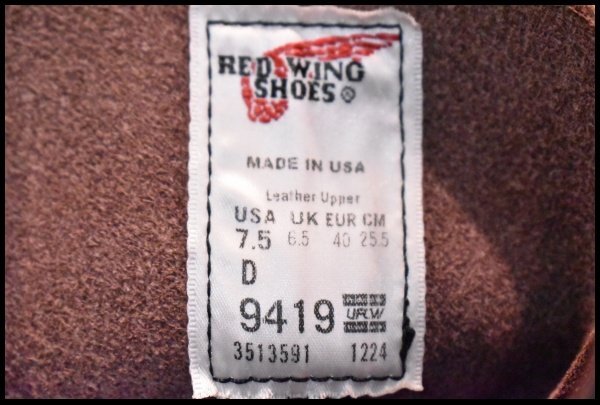 RED WING
SHOES®
MADE IN USA
Leather Upper
USA UK EUR CM
7.5 6.5 40 25.5
D
9419 UFCW
3513591 1224